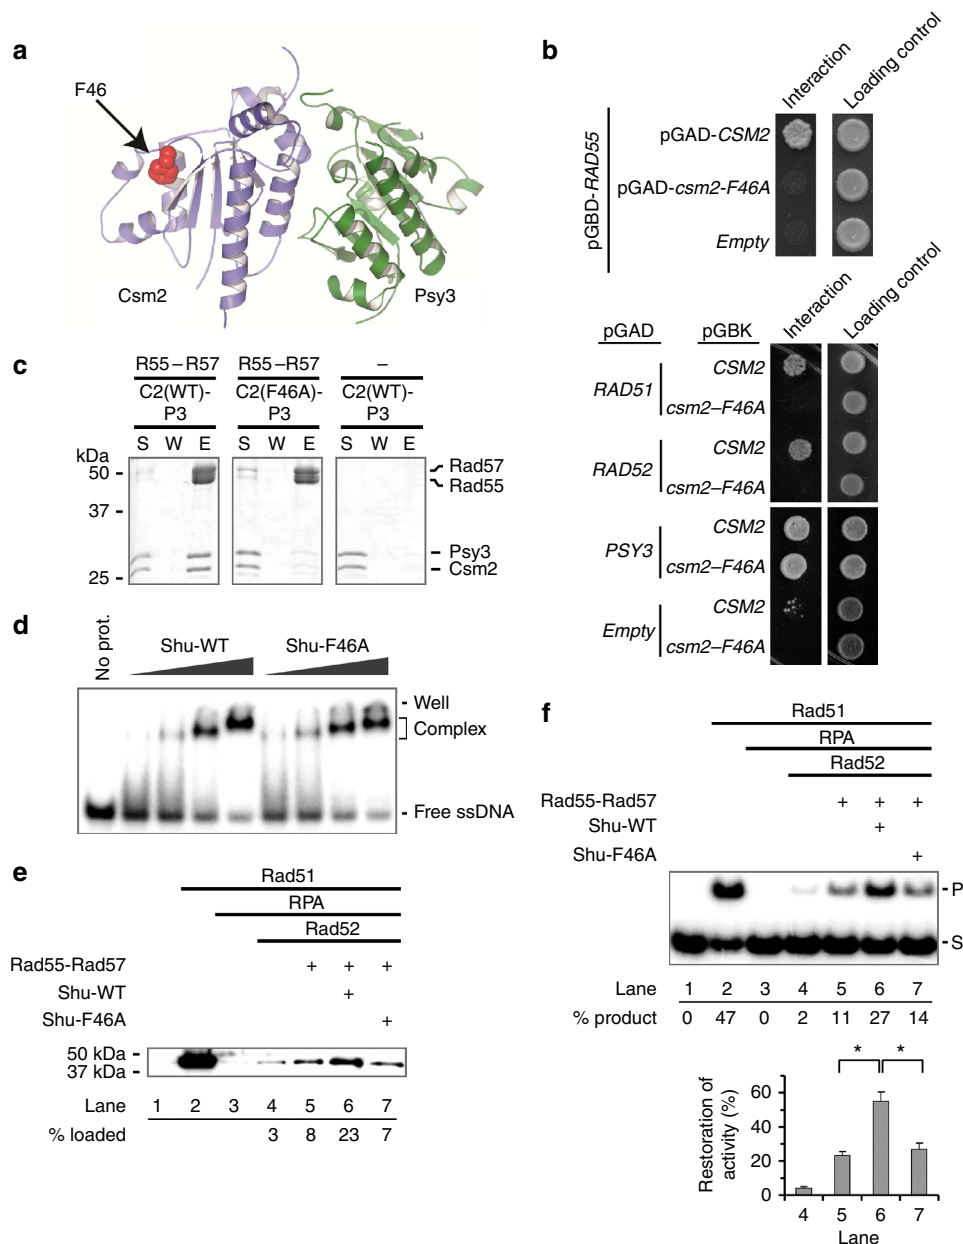 a
F46
Csm2
Psy3
b
Interaction
Loading control
pGBD-RAD55
pGAD-CSM2
pGAD-csm2-F46A
Empty
Interaction
Loading control
pGAD
pGBK
RAD51
CSM2
csm2–F46A
RAD52
CSM2
csm2–F46A
PSY3
CSM2
csm2–F46A
Empty
CSM2
csm2–F46A
c
R55–R57 R55–R57 –
C2(WT)-P3 C2(F46A)-P3 C2(WT)-P3
S W E S W E S W E
kDa
50
37
25
Rad57
Rad55
Psy3
Csm2
d
No prot.
Shu-WT
Shu-F46A
Well
Complex
Free ssDNA
e
Rad51
RPA
Rad52
Rad55-Rad57 + + +
Shu-WT +
Shu-F46A +
50 kDa
37 kDa
Lane 1 2 3 4 5 6 7
% loaded 3 8 23 7
f
Rad51
RPA
Rad52
Rad55-Rad57 + + +
Shu-WT +
Shu-F46A +
P
S
Lane 1 2 3 4 5 6 7
% product 0 47 0 2 11 27 14
* *
Restoration of
activity (%)
60
40
20
0
4 5 6 7
Lane